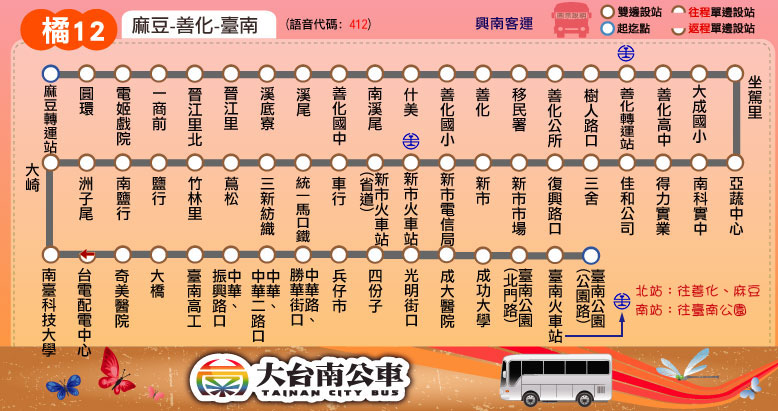 橘12
麻豆-善化-臺南
(語音代碼: 412)
興南客運
雙邊設站
往程單邊設站
起迄點
返程單邊設站
麻豆轉運站
圓環
電姬戲院
一商前
晉江里北
晉江里
溪底寮
溪尾
善化國中
南溪尾
什美
善化國小
善化
移民署
善化公所
樹人路口
善化轉運站
善化高中
大成國小
坐駕里
亞蔬中心
南科實中
得力實業
佳和公司
三舍
復興路口
新市市場
新市
新市電信局
新市火車站
新市火車站(省道)
車行
統一馬口鐵
三新紡織
蔦松
竹林里
鹽行
南鹽行
洲子尾
大崎
南臺科技大學
台電配電中心
奇美醫院
大橋
臺南高工
中華、振興路口
中華、中華二路口
中華路、勝華街口
兵仔市
四份子
光明街口
成大醫院
成功大學
臺南公園(北門路)
臺南火車站
臺南公園(公園路)
北站：往善化、麻豆
南站：往臺南公園
大台南公車
TAINAN CITY BUS